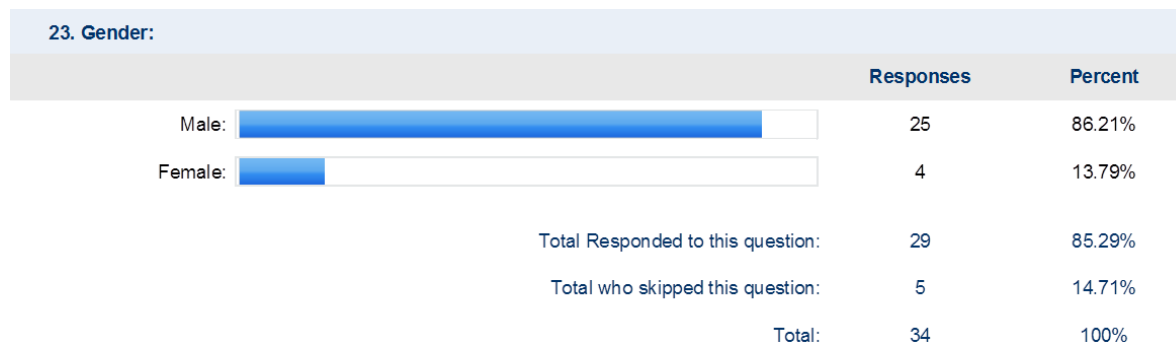 23. Gender:
Responses Percent
Male: 25 86.21%
Female: 4 13.79%
Total Responded to this question: 29 85.29%
Total who skipped this question: 5 14.71%
Total: 34 100%